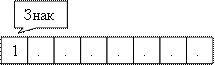 Знак
1 . . . . . .